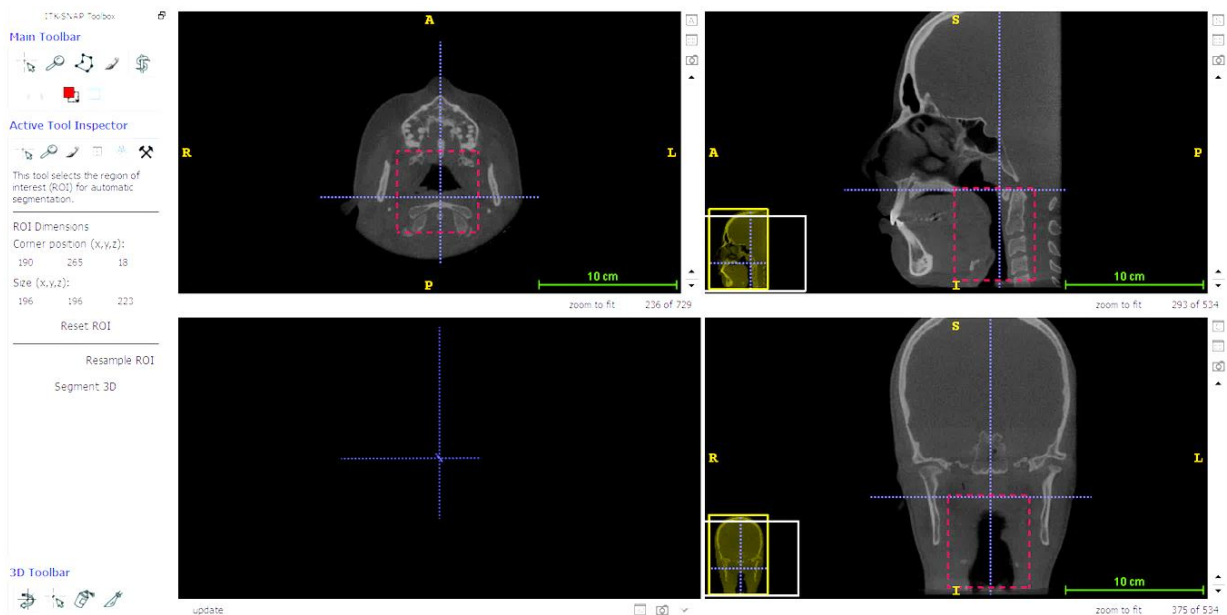 ITK-SNAP Toolbox
Main Toolbar
Active Tool Inspector
This tool selects the region of
interest (ROI) for automatic
segmentation.
ROI Dimensions
Corner position (x,y,z):
190 265 18
Size (x,y,z):
196 196 223
Reset ROI
Resample ROI
Segment 3D
3D Toolbar
A
R
L
P
10 cm
zoom to fit 236 of 729
S
A
P
I
10 cm
zoom to fit 293 of 534
update
S
R
L
I
10 cm
zoom to fit 375 of 534